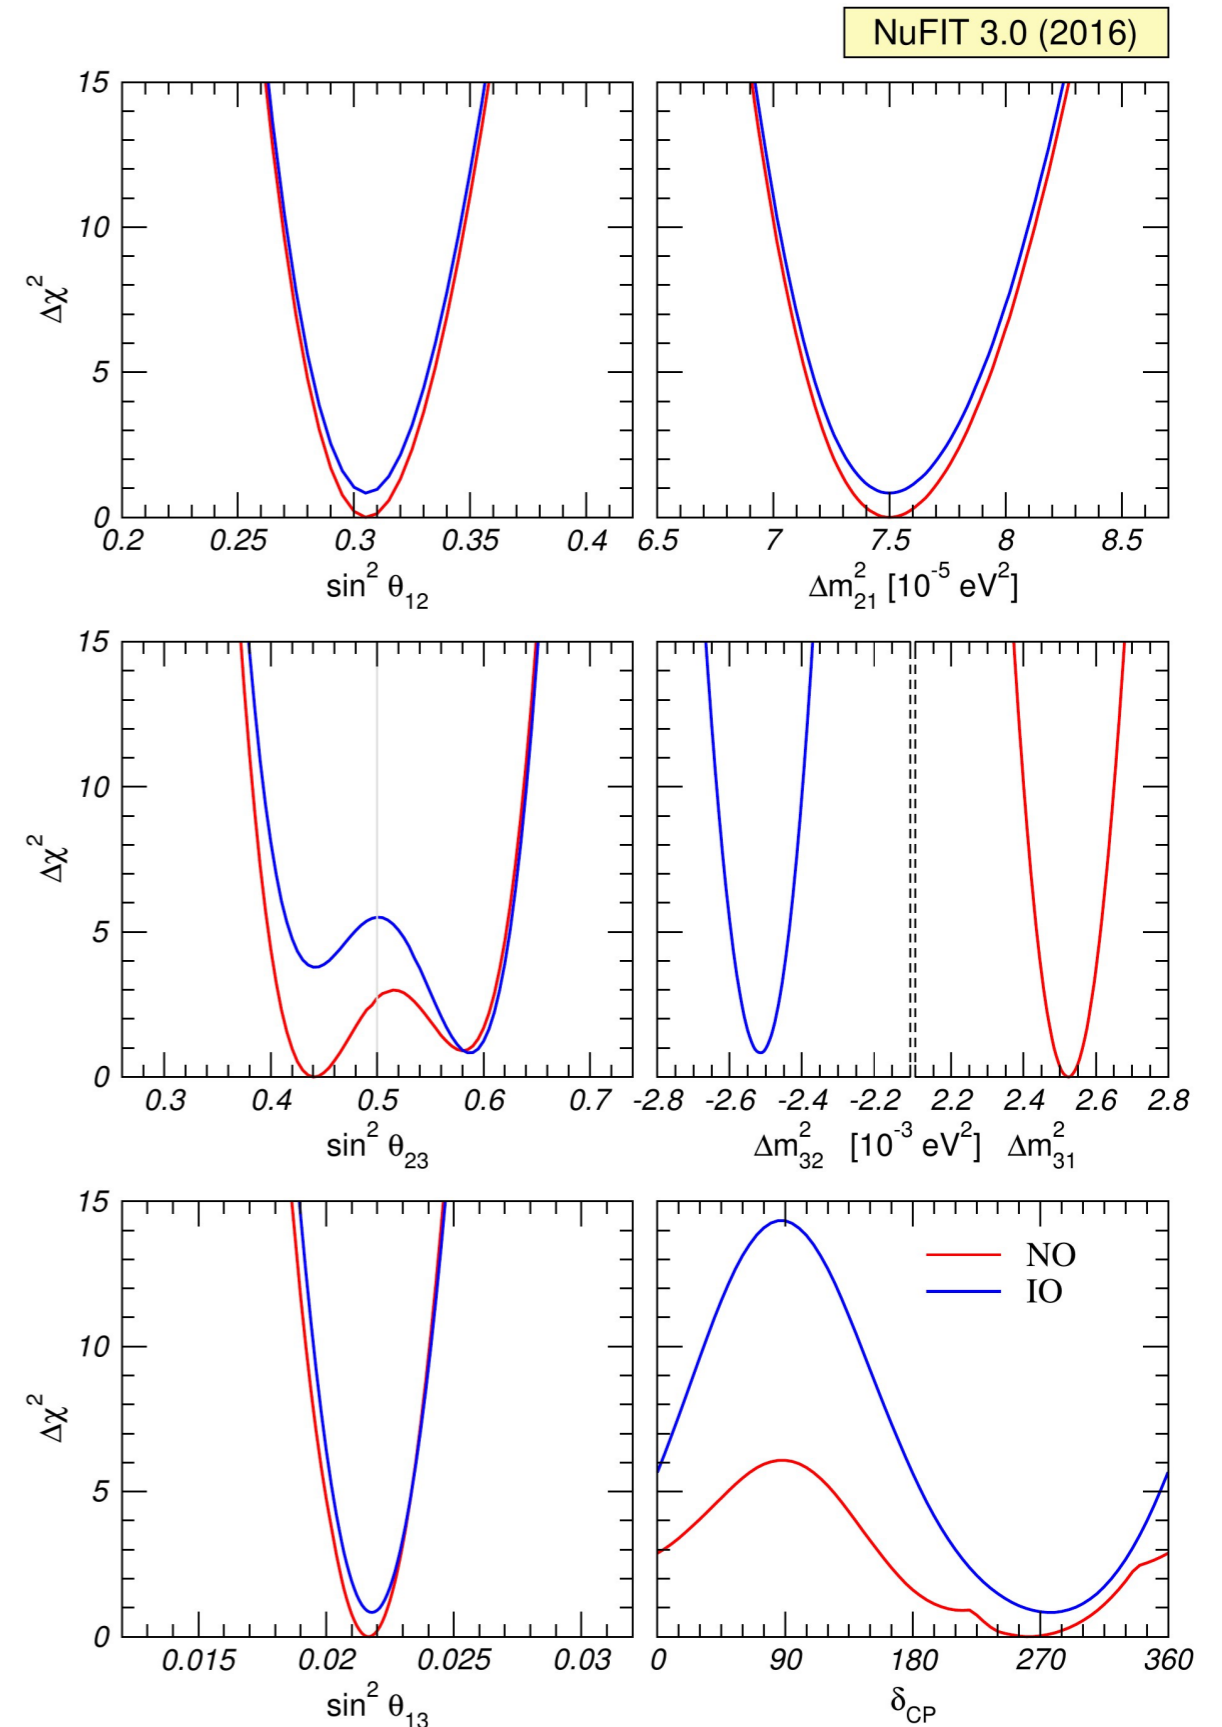 NuFIT 3.0 (2016)
15
10
5
0
Δχ²
0.2 0.25 0.3 0.35 0.4
sin² θ₁₂
6.5 7 7.5 8 8.5
Δm²₂₁ [10⁻⁵ eV²]
15
10
5
0
Δχ²
0.3 0.4 0.5 0.6 0.7
sin² θ₂₃
-2.8 -2.6 -2.4 -2.2 2.2 2.4 2.6 2.8
Δm²₃₂ [10⁻³ eV²] Δm²₃₁
15
10
5
0
Δχ²
0.015 0.02 0.025 0.03
sin² θ₁₃
NO
IO
0 90 180 270 360
δ_CP